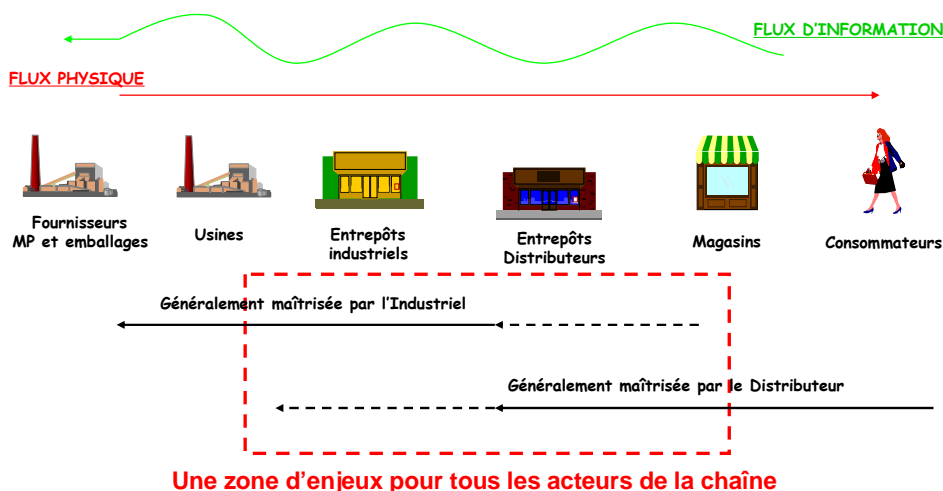 FLUX D'INFORMATION
FLUX PHYSIQUE
Fournisseurs
MP et emballages
Usines
Entrepôts
industriels
Entrepôts
Distributeurs
Magasins
Consommateurs
Généralement maîtrisée par l'Industriel
Généralement maîtrisée par le Distributeur
Une zone d'enjeux pour tous les acteurs de la chaîne